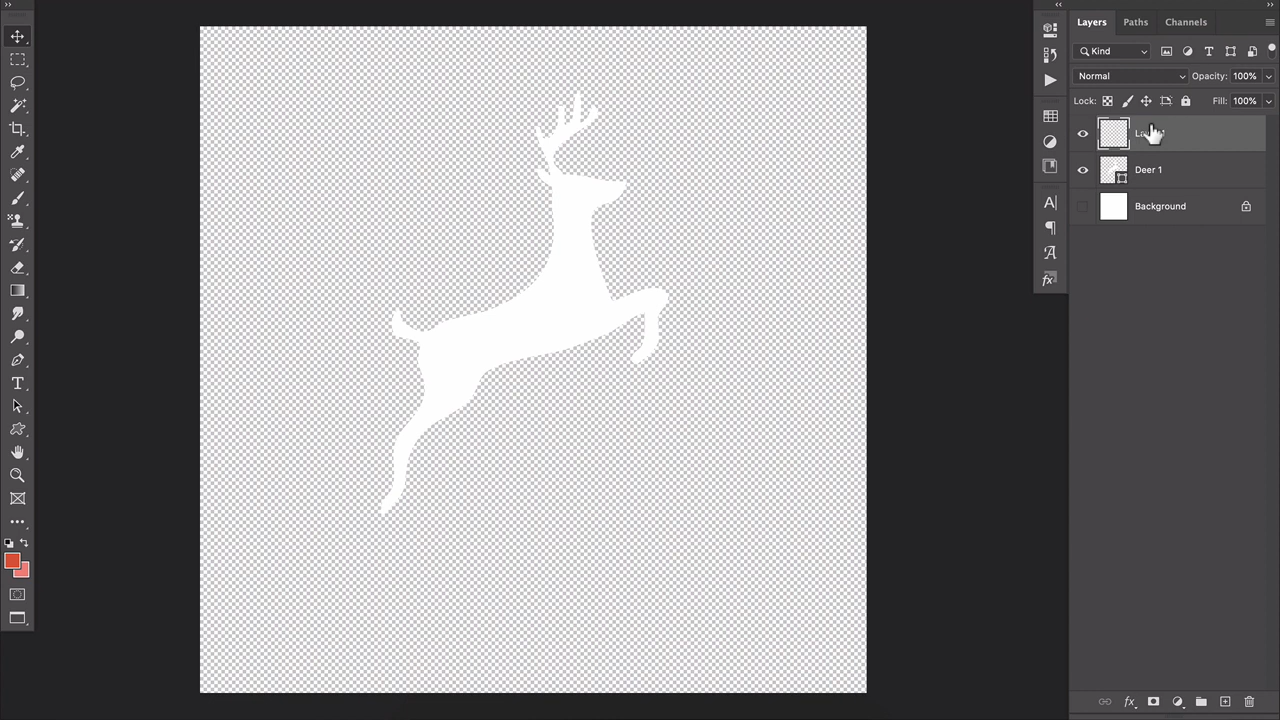 Layers Paths Channels
Kind
Normal Opacity: 100%
Lock: Fill: 100%
Deer 1
Background